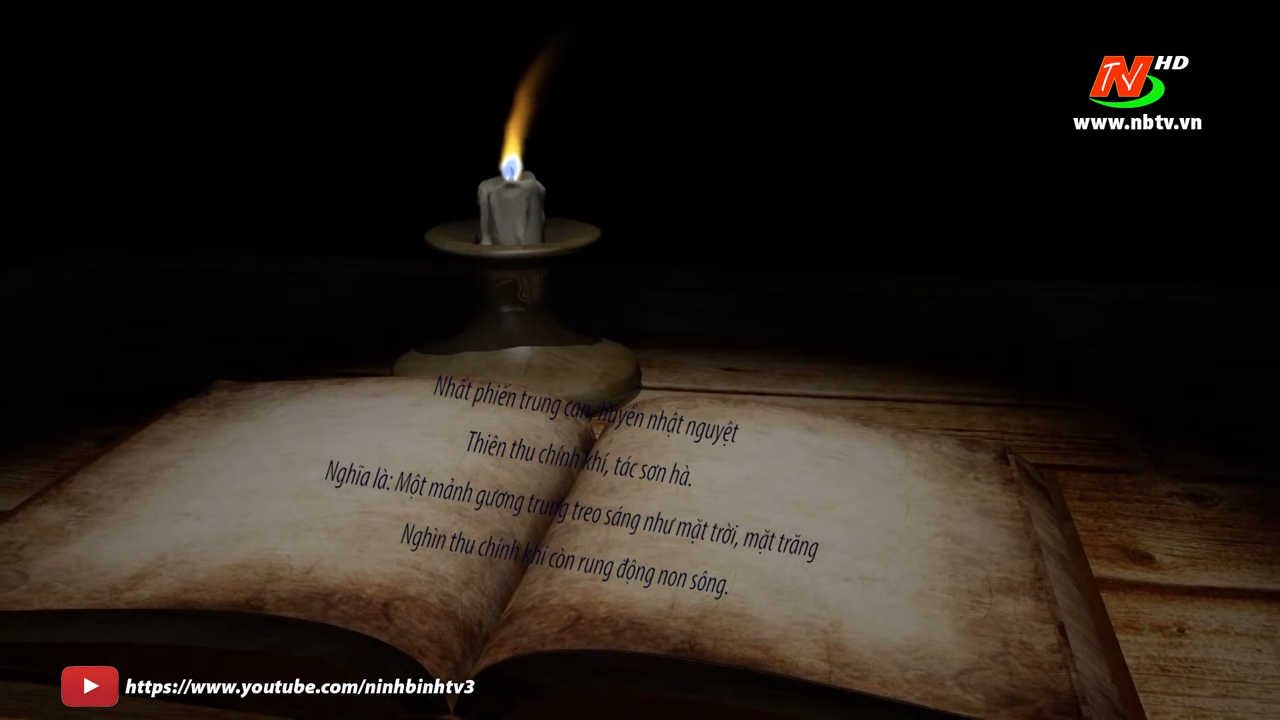 NTV HD
www.nbtv.vn
Nhất phiến trung can, huyền nhật nguyệt
Thiên thu chính khí, tác sơn hà.
Nghĩa là: Một mảnh gương trung treo sáng như mặt trời, mặt trăng
Nghìn thu chính khí còn rung động non sông.
https://www.youtube.com/ninhbinhtv3